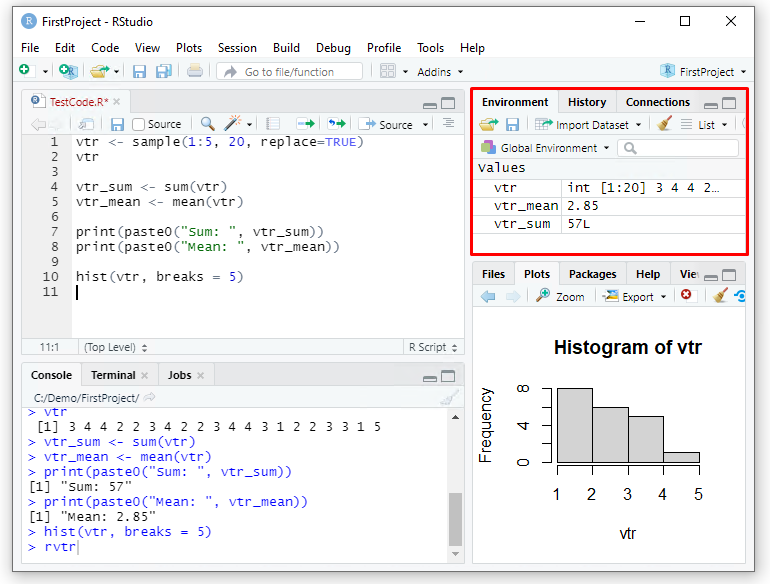 FirstProject - RStudio
File Edit Code View Plots Session Build Debug Profile Tools Help
Go to file/function Addins FirstProject
TestCode.R*
Source Source
1 vtr <- sample(1:5, 20, replace=TRUE)
2 vtr
3
4 vtr_sum <- sum(vtr)
5 vtr_mean <- mean(vtr)
6
7 print(paste0("Sum: ", vtr_sum))
8 print(paste0("Mean: ", vtr_mean))
9
10 hist(vtr, breaks = 5)
11
11:1 (Top Level) R Script
Console Terminal Jobs
C:/Demo/FirstProject/
> vtr
[1] 3 4 4 2 2 3 4 2 2 3 4 4 3 1 2 2 3 3 1 5
> vtr_sum <- sum(vtr)
> vtr_mean <- mean(vtr)
> print(paste0("Sum: ", vtr_sum))
[1] "Sum: 57"
> print(paste0("Mean: ", vtr_mean))
[1] "Mean: 2.85"
> hist(vtr, breaks = 5)
> rvtr
Environment History Connections
Import Dataset List
Global Environment
Values
vtr int [1:20] 3 4 4 2…
vtr_mean 2.85
vtr_sum 57L
Files Plots Packages Help Vie
Zoom Export
Histogram of vtr
Frequency
8
4
0
1 2 3 4 5
vtr